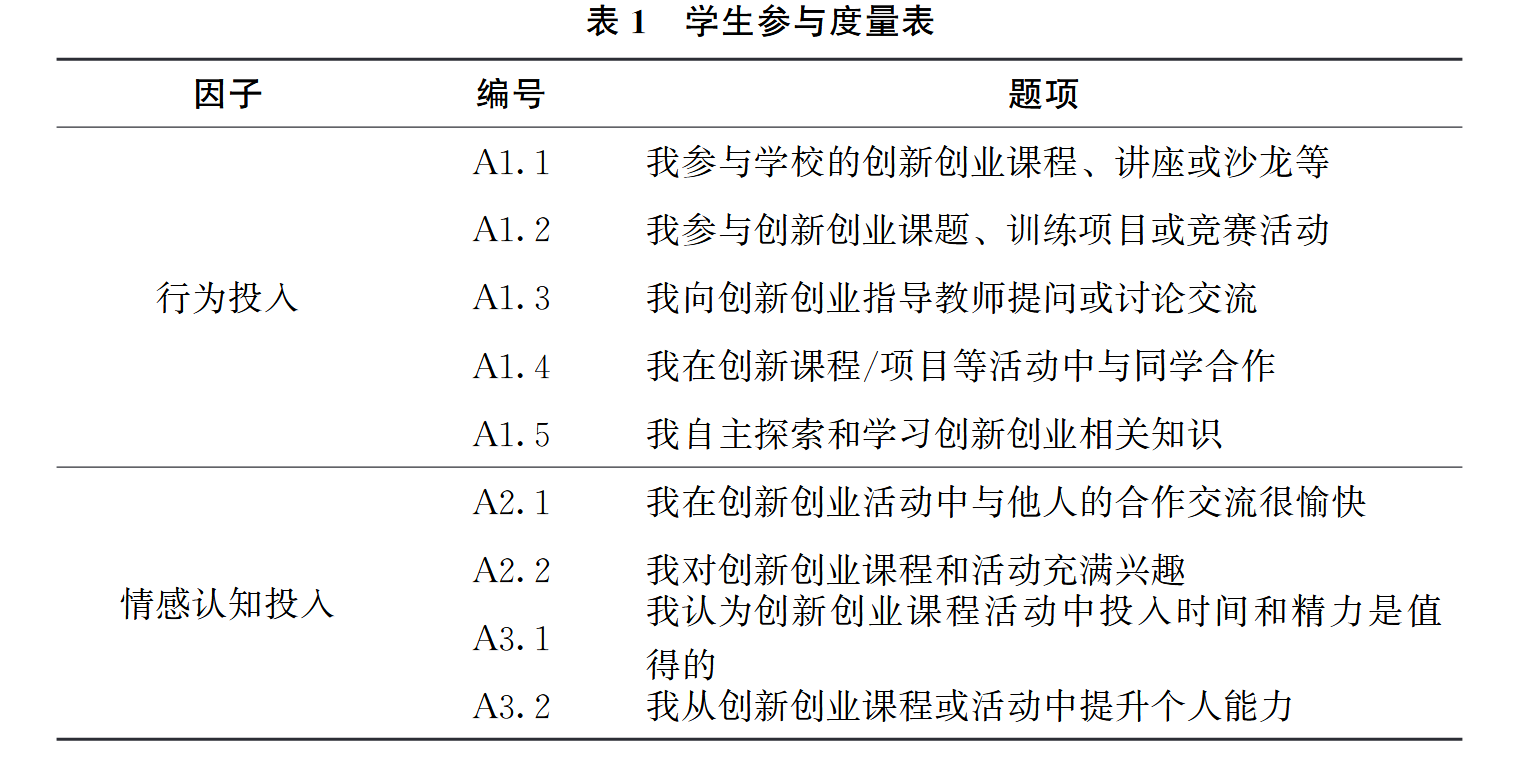 表 1 学生参与度量表
因子 编号 题项
A1.1 我参与学校的创新创业课程、讲座或沙龙等
A1.2 我参与创新创业课题、训练项目或竞赛活动
行为投入 A1.3 我向创新创业指导教师提问或讨论交流
A1.4 我在创新课程/项目等活动中与同学合作
A1.5 我自主探索和学习创新创业相关知识
A2.1 我在创新创业活动中与他人的合作交流很愉快
A2.2 我对创新创业课程和活动充满兴趣
情感认知投入
A3.1 我认为创新创业课程活动中投入时间和精力是值
得的
A3.2 我从创新创业课程或活动中提升个人能力